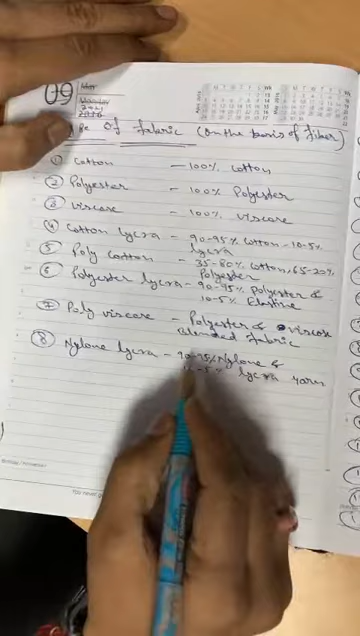 09
Monday
2021
Of fabric (On the basis of fiber)
① Cotton — 100% cotton
② Polyester — 100% Polyester
③ Viscose — 100% Viscose
④ Cotton lycra — 90-95% Cotton - 10-5%
lycra
⑤ Poly Cotton — 35-80% Cotton, 65-20%
Polyester
⑥ Polyester lycra — 90-95% Polyester &
10-5% Elastine
⑦ Poly viscose — Polyester & viscose
Blended fabric
⑧ Nylone lycra — 90-95% Nylone &
-5% lycra yarn